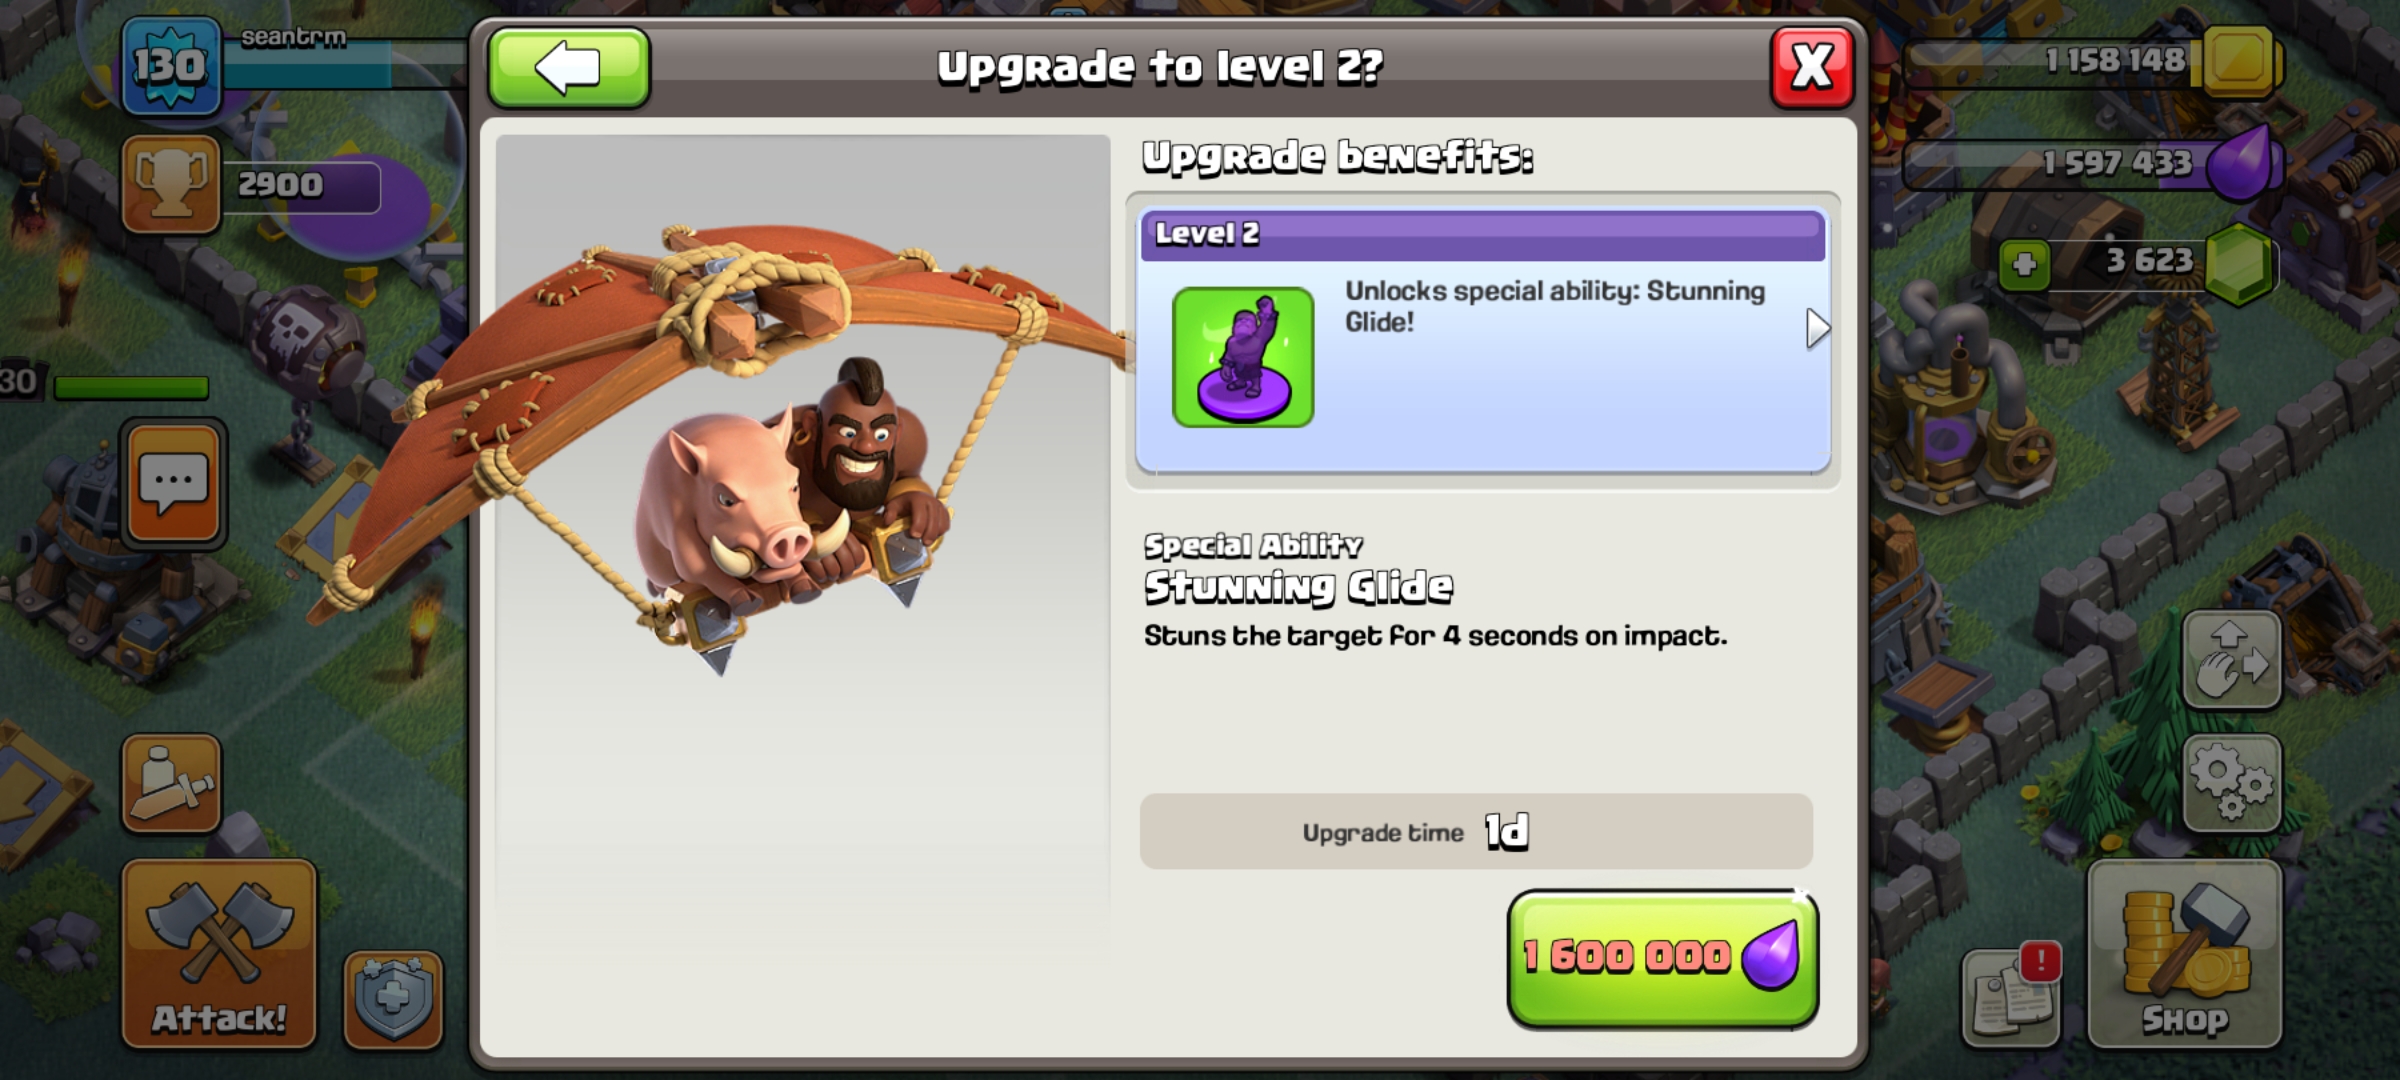 130
seantrm
Upgrade to level 2?
X
1 158 148
2900
Upgrade benefits:
1 597 433
Level 2
3 623
Unlocks special ability: Stunning
Glide!
30
Special Ability
Stunning Glide
Stuns the target for 4 seconds on impact.
Upgrade time 1d
1 600 000
!
Attack!
Shop